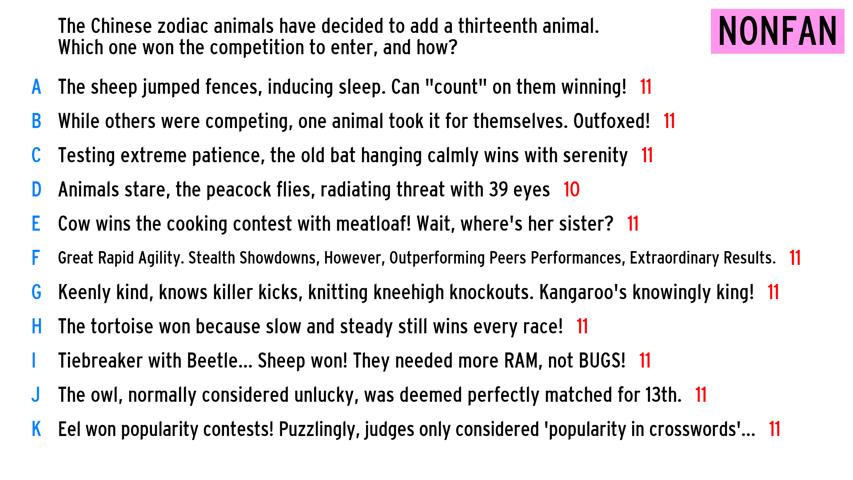 The Chinese zodiac animals have decided to add a thirteenth animal.
Which one won the competition to enter, and how?
NONFAN
A The sheep jumped fences, inducing sleep. Can "count" on them winning! 11
B While others were competing, one animal took it for themselves. Outfoxed! 11
C Testing extreme patience, the old bat hanging calmly wins with serenity 11
D Animals stare, the peacock flies, radiating threat with 39 eyes 10
E Cow wins the cooking contest with meatloaf! Wait, where's her sister? 11
F Great Rapid Agility. Stealth Showdowns, However, Outperforming Peers Performances, Extraordinary Results. 11
G Keenly kind, knows killer kicks, knitting kneehigh knockouts. Kangaroo's knowingly king! 11
H The tortoise won because slow and steady still wins every race! 11
I Tiebreaker with Beetle... Sheep won! They needed more RAM, not BUGS! 11
J The owl, normally considered unlucky, was deemed perfectly matched for 13th. 11
K Eel won popularity contests! Puzzlingly, judges only considered 'popularity in crosswords'... 11